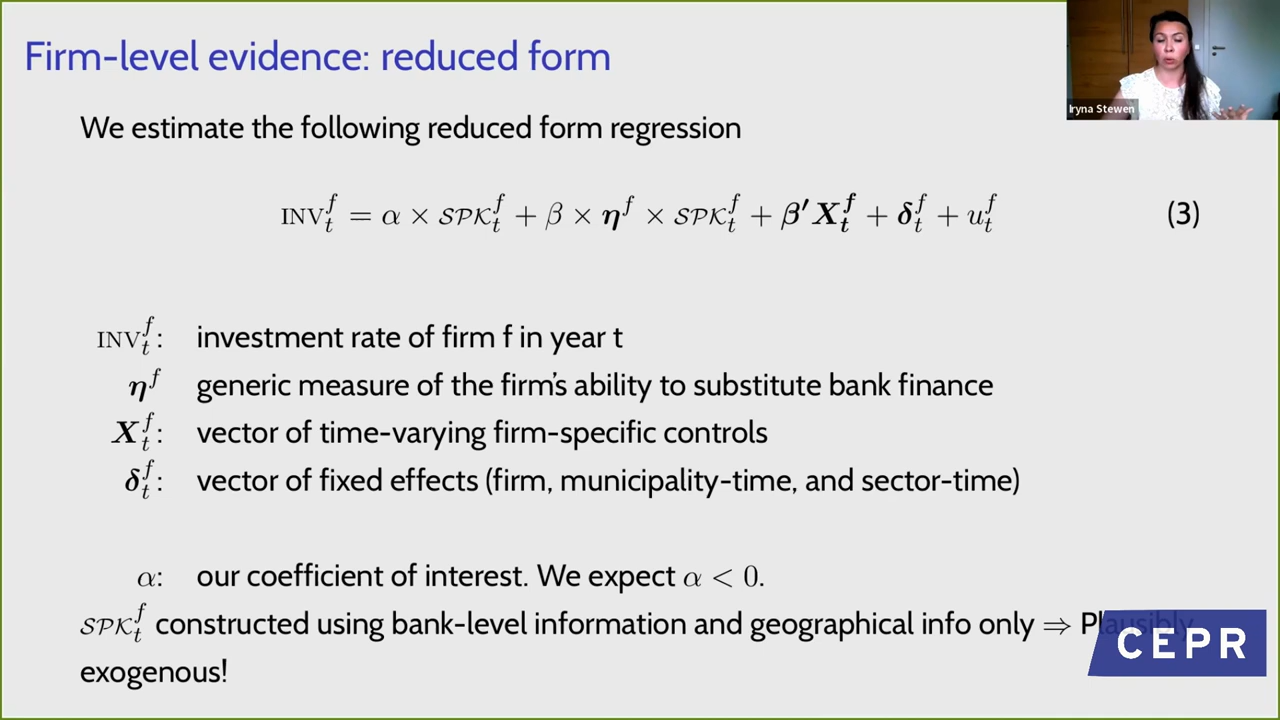 Firm-level evidence: reduced form
Iryna Stewen
We estimate the following reduced form regression
INV_t^f = α × SPK_t^f + β × η^f × SPK_t^f + β′X_t^f + δ_t^f + u_t^f (3)
INV_t^f: investment rate of firm f in year t
η^f generic measure of the firm's ability to substitute bank finance
X_t^f: vector of time-varying firm-specific controls
δ_t^f: vector of fixed effects (firm, municipality-time, and sector-time)
α: our coefficient of interest. We expect α < 0.
SPK_t^f constructed using bank-level information and geographical info only ⇒ Plausibly
exogenous!
CEPR